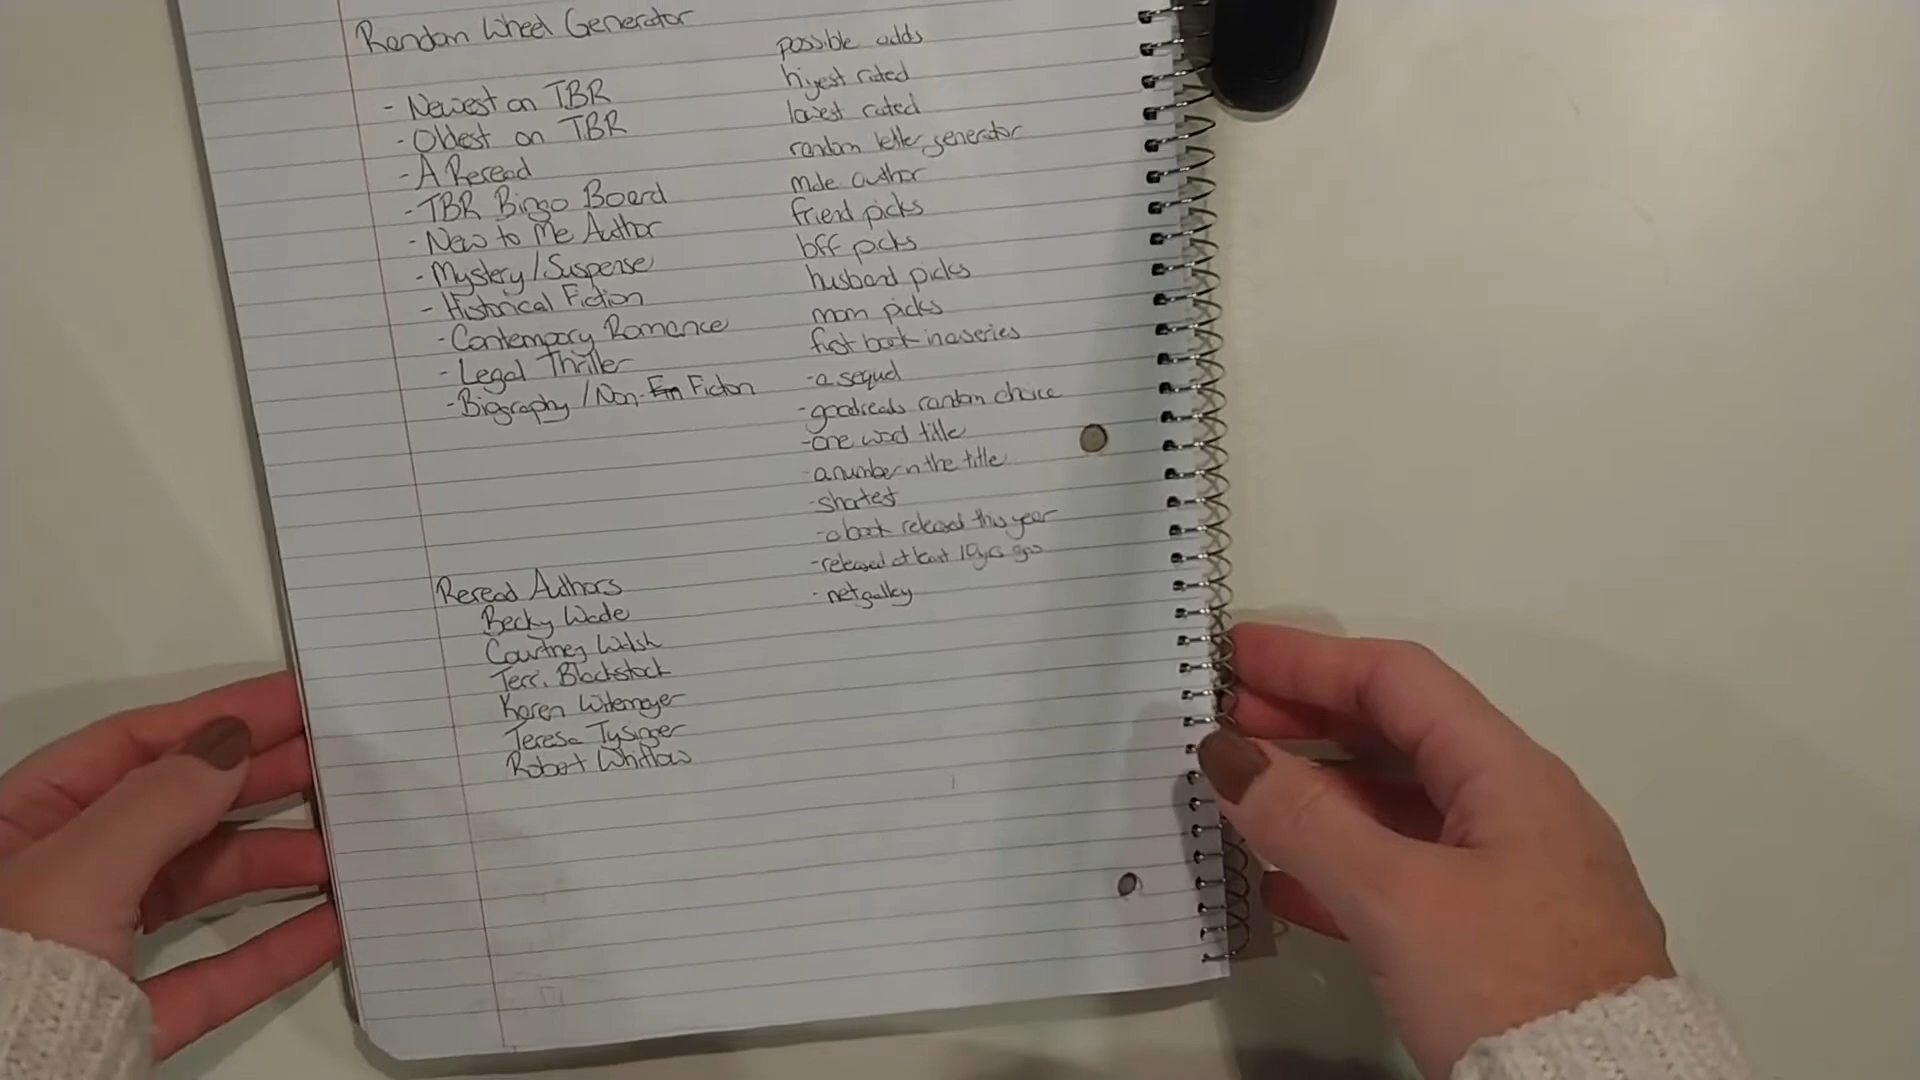 Random Wheel Generator
- Newest on TBR
- Oldest on TBR
- A Reread
- TBR Bingo Board
- New to Me Author
- Mystery/Suspense
- Historical Fiction
- Contempory Romance
- Legal Thriller
- Biography/Non-Fiction
Reread Authors
Becky Wade
Courtney Walsh
Terri Blackstock
Karen Witemeyer
Teresa Tysinger
Robert Whitlow
possible adds
higest rated
lowest rated
random letter generator
male author
friend picks
bff picks
husband picks
mom picks
first book in a series
- a sequel
- goodreads random choice
- one word title
- a number n the title
- shortest
- a book released this year
- released at least 10yrs ago
- netgalley